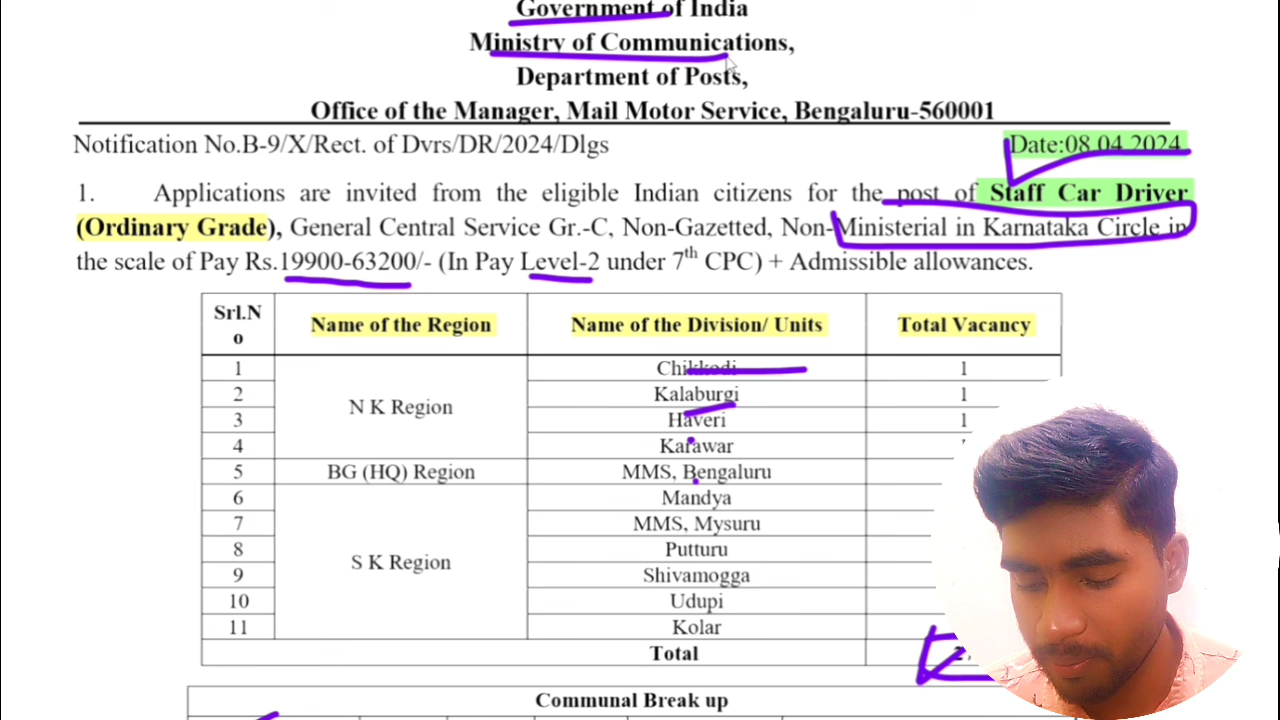 Government of India
Ministry of Communications,
Department of Posts,
Office of the Manager, Mail Motor Service, Bengaluru-560001
Notification No.B-9/X/Rect. of Dvrs/DR/2024/Dlgs Date:08.04.2024
1. Applications are invited from the eligible Indian citizens for the post of Staff Car Driver
(Ordinary Grade), General Central Service Gr.-C, Non-Gazetted, Non-Ministerial in Karnataka Circle in
the scale of Pay Rs.19900-63200/- (In Pay Level-2 under 7th CPC) + Admissible allowances.
Srl.N
o Name of the Region Name of the Division/ Units Total Vacancy
1 Chikkodi 1
2 Kalaburgi 1
N K Region
3 Haveri 1
4 Karawar
5 BG (HQ) Region MMS, Bengaluru
6 Mandya
7 MMS, Mysuru
8 Putturu
S K Region
9 Shivamogga
10 Udupi
11 Kolar
Total
Communal Break up